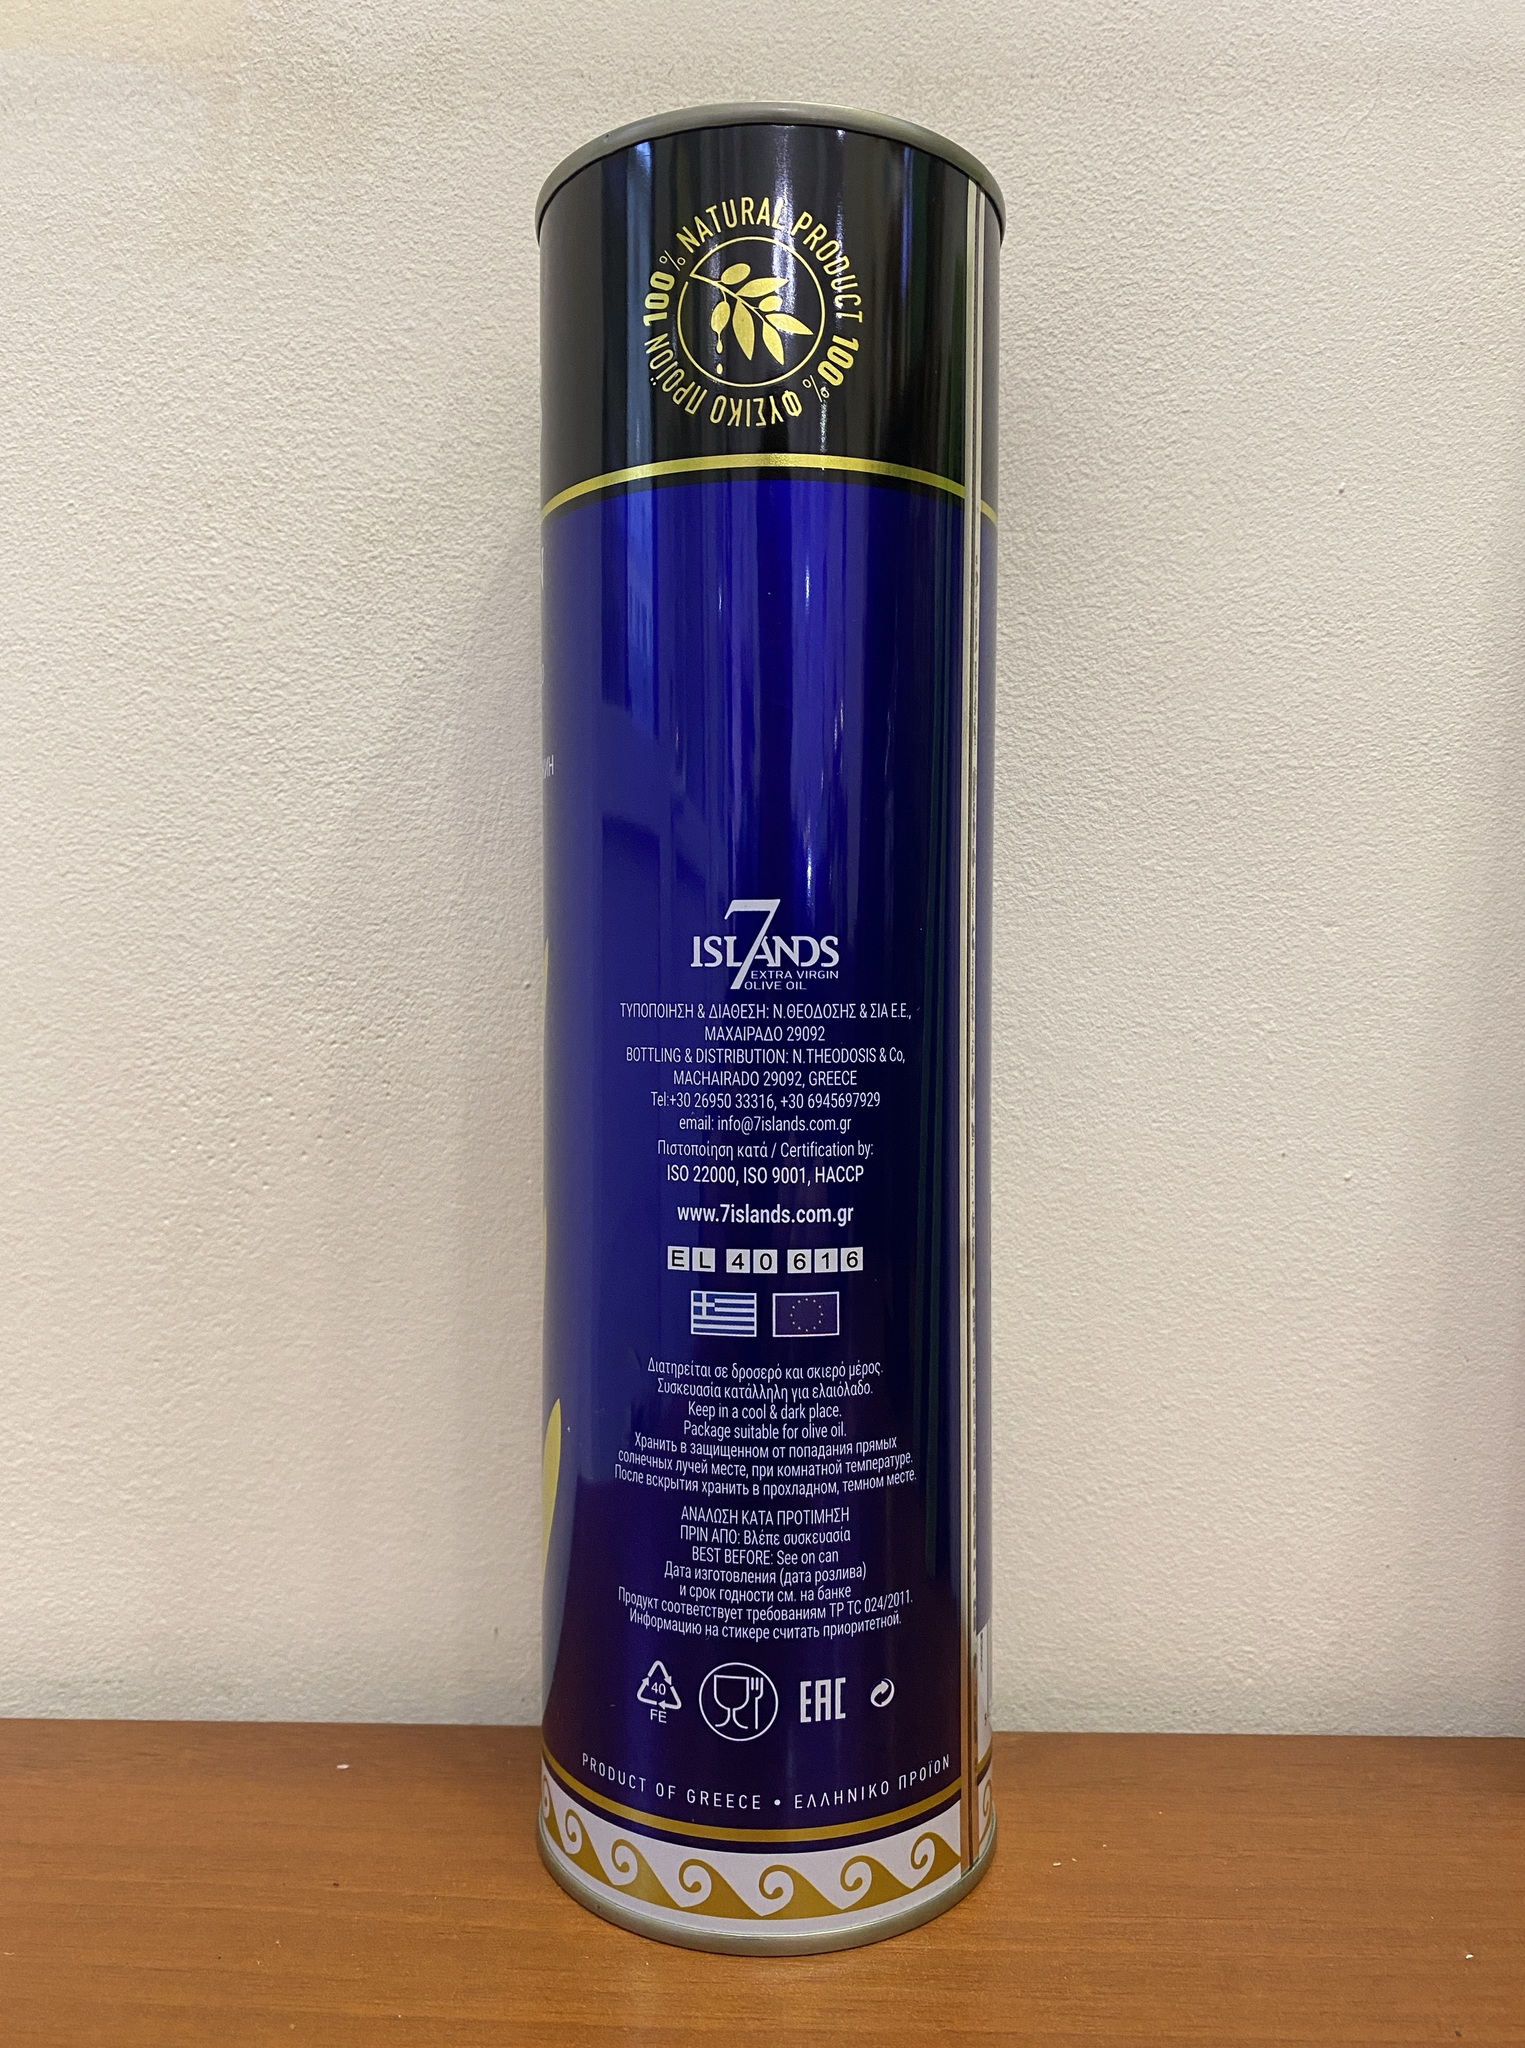 100% NATURAL PRODUCT 100% ΦΥΣΙΚΟ ΠΡΟΪΟΝ
7
ISLANDS
EXTRA VIRGIN
OLIVE OIL
ΤΥΠΟΠΟΙΗΣΗ & ΔΙΑΘΕΣΗ: Ν.ΘΕΟΔΟΣΗΣ & ΣΙΑ Ε.Ε.,
ΜΑΧΑΙΡΑΔΟ 29092
BOTTLING & DISTRIBUTION: N.THEODOSIS & Co,
MACHAIRADO 29092, GREECE
Tel:+30 26950 33316, +30 6945697929
email: info@7islands.com.gr
Πιστοποίηση κατά / Certification by:
ISO 22000, ISO 9001, HACCP
www.7islands.com.gr
EL 40 616
Διατηρείται σε δροσερό και σκιερό μέρος.
Συσκευασία κατάλληλη για ελαιόλαδο.
Keep in a cool & dark place.
Package suitable for olive oil.
Хранить в защищенном от попадания прямых
солнечных лучей месте, при комнатной температуре.
После вскрытия хранить в прохладном, темном месте.
ΑΝΑΛΩΣΗ ΚΑΤΑ ΠΡΟΤΙΜΗΣΗ
ΠΡΙΝ ΑΠΟ: Βλέπε συσκευασία
BEST BEFORE: See on can
Дата изготовления (дата розлива)
и срок годности см. на банке
Продукт соответствует требованиям ТР ТС 024/2011.
Информацию на стикере считать приоритетной.
40
FE
EAC
PRODUCT OF GREECE • ΕΛΛΗΝΙΚΟ ΠΡΟΪΟΝ